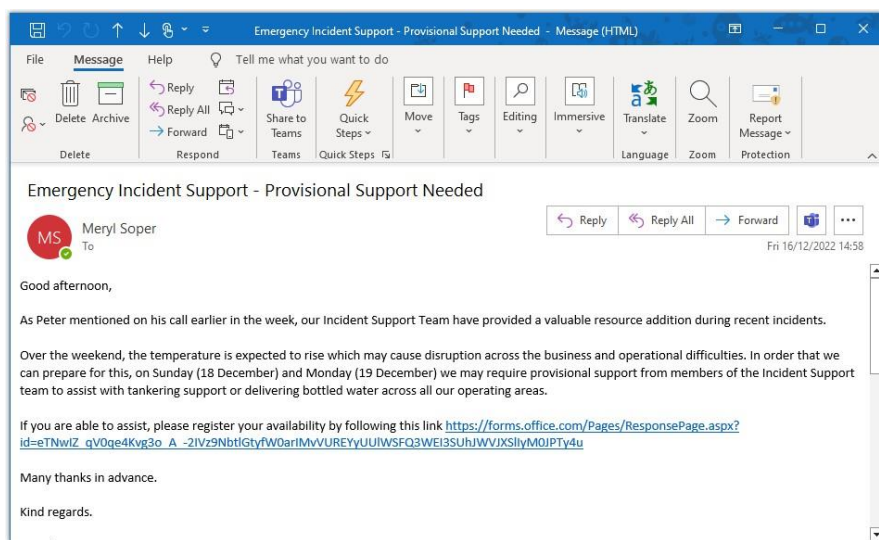 Emergency Incident Support - Provisional Support Needed - Message (HTML)
File Message Help Tell me what you want to do
Delete Archive
Reply
Reply All
Forward
Share to Teams
Quick Steps
Move
Tags
Editing
Immersive
Translate
Zoom
Report Message
Delete Respond Teams Quick Steps Language Zoom Protection
Emergency Incident Support - Provisional Support Needed
MS
Meryl Soper
To
Reply Reply All Forward
Fri 16/12/2022 14:58
Good afternoon,
As Peter mentioned on his call earlier in the week, our Incident Support Team have provided a valuable resource addition during recent incidents.
Over the weekend, the temperature is expected to rise which may cause disruption across the business and operational difficulties. In order that we
can prepare for this, on Sunday (18 December) and Monday (19 December) we may require provisional support from members of the Incident Support
team to assist with tankering support or delivering bottled water across all our operating areas.
If you are able to assist, please register your availability by following this link https://forms.office.com/Pages/ResponsePage.aspx?
Many thanks in advance.
Kind regards.